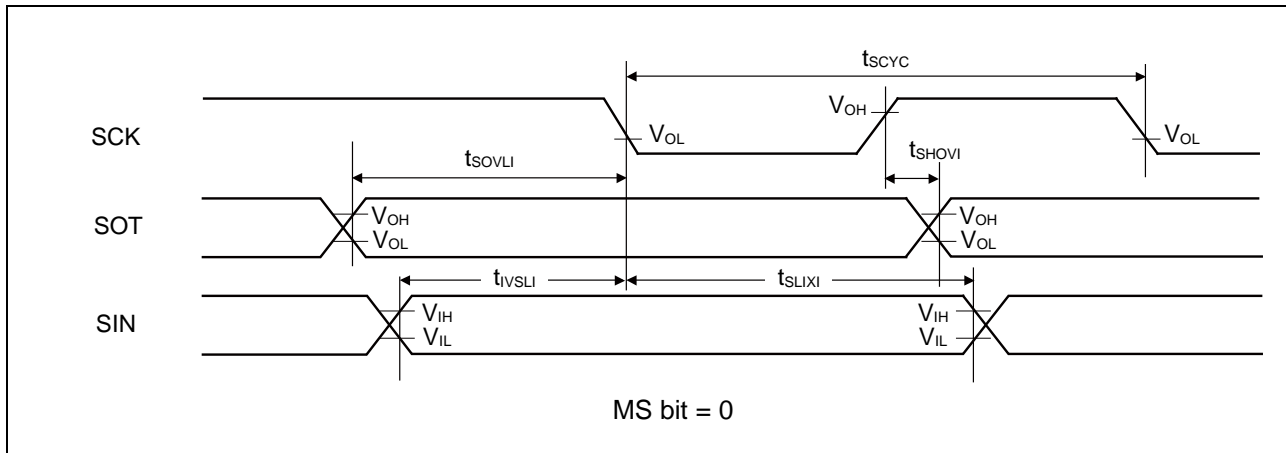 tSCYC
SCK
VOH
VOL
VOL
tSOVLI
tSHOVI
SOT
VOH
VOL
VOH
VOL
tIVSLI
tSLIXI
SIN
VIH
VIL
VIH
VIL
MS bit = 0